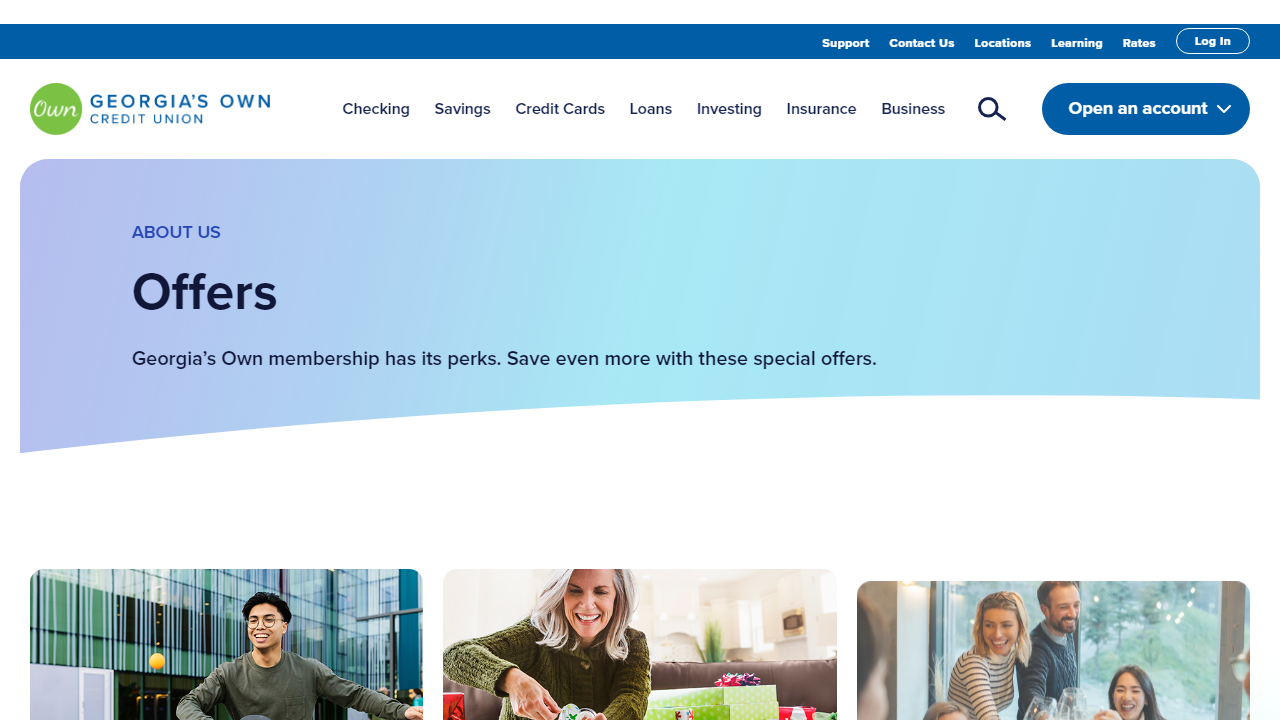 Support Contact Us Locations Learning Rates Log In
Own GEORGIA'S OWN
CREDIT UNION
Checking Savings Credit Cards Loans Investing Insurance Business Open an account
ABOUT US
Offers
Georgia’s Own membership has its perks. Save even more with these special offers.